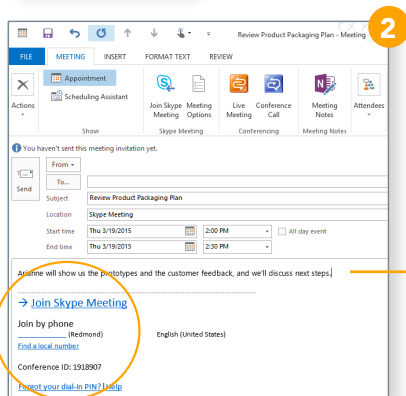 Review Product Packaging Plan - Meeting
2
FILE MEETING INSERT FORMAT TEXT REVIEW
Actions
Appointment
Scheduling Assistant
Show
Join Skype Meeting
Meeting Options
Skype Meeting
Live Meeting
Conference Call
Conferencing
Meeting Notes
Meeting Notes
Attendees
You haven't sent this meeting invitation yet.
Send
From
To...
Subject Review Product Packaging Plan
Location Skype Meeting
Start time Thu 3/19/2015 2:00 PM All day event
End time Thu 3/19/2015 2:30 PM
Arianne will show us the prototypes and the customer feedback, and we'll discuss next steps.
→ Join Skype Meeting
Join by phone
(Redmond) English (United States)
Find a local number
Conference ID: 1918907
Forgot your dial-in PIN? | Help